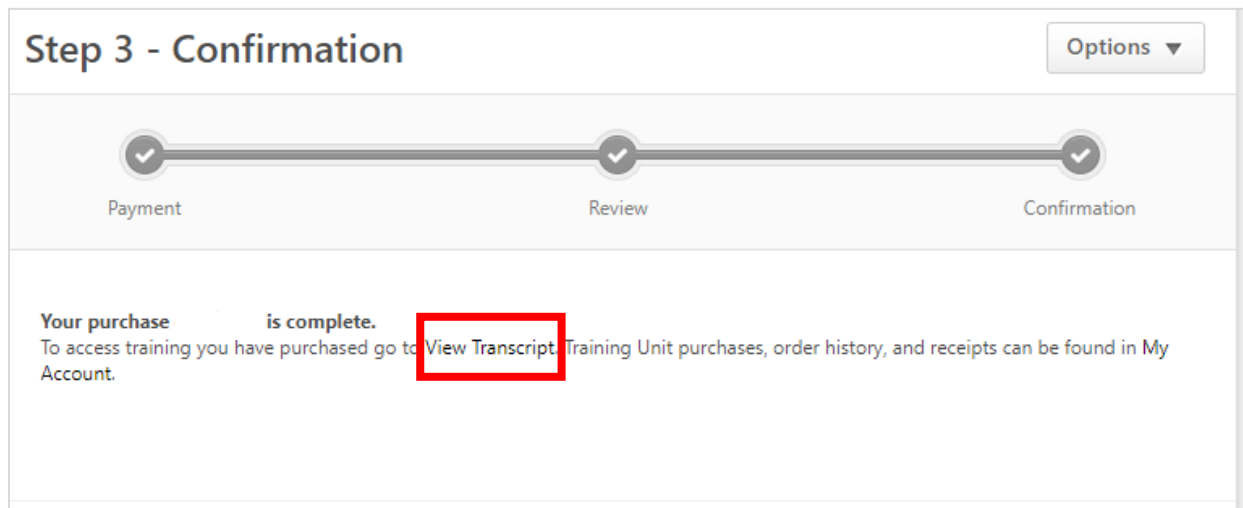 Step 3 - Confirmation
Options ▼
Payment
Review
Confirmation
Your purchase is complete.
To access training you have purchased go to View Transcript. Training Unit purchases, order history, and receipts can be found in My
Account.